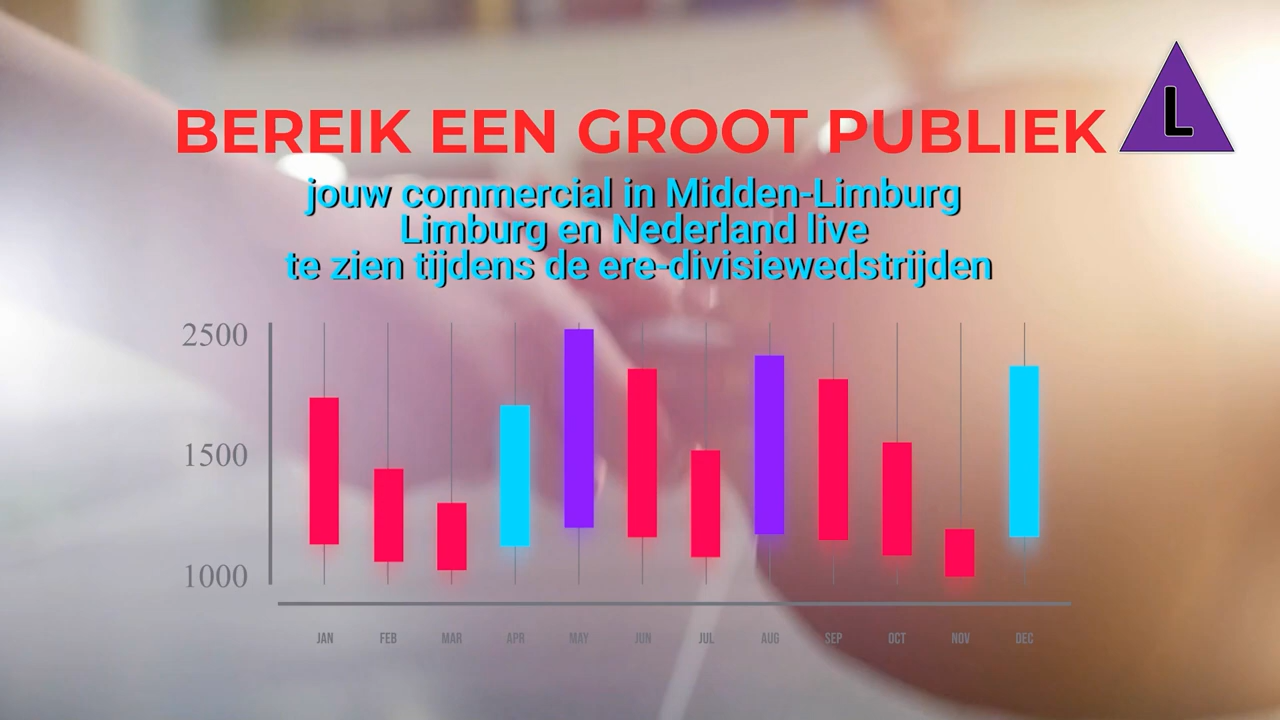 BEREIK EEN GROOT PUBLIEK
L
jouw commercial in Midden-Limburg
Limburg en Nederland live
te zien tijdens de ere-divisiewedstrijden
2500
1500
1000
JAN FEB MAR APR MAY JUN JUL AUG SEP OCT NOV DEC